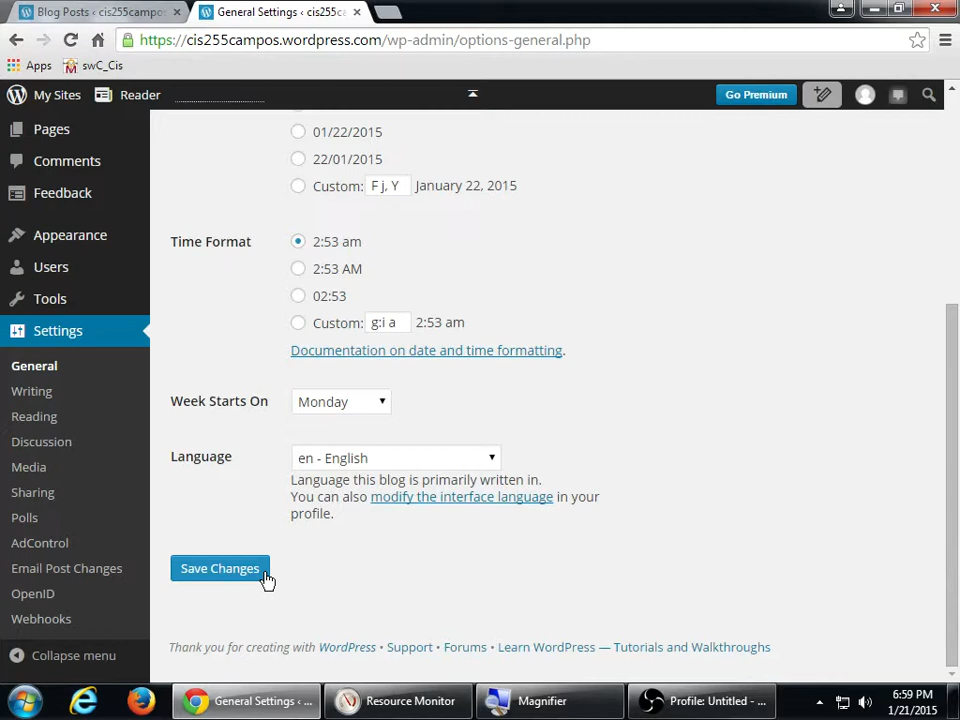 Blog Posts ‹ cis255campos
General Settings ‹ cis255c
https://cis255campos.wordpress.com/wp-admin/options-general.php
Apps swC_Cis
My Sites Reader Go Premium
Pages
Comments
Feedback
Appearance
Users
Tools
Settings
General
Writing
Reading
Discussion
Media
Sharing
Polls
AdControl
Email Post Changes
OpenID
Webhooks
Collapse menu
01/22/2015
22/01/2015
Custom: F j, Y January 22, 2015
Time Format
2:53 am
2:53 AM
02:53
Custom: g:i a 2:53 am
Documentation on date and time formatting.
Week Starts On Monday
Language en - English
Language this blog is primarily written in.
You can also modify the interface language in your
profile.
Save Changes
Thank you for creating with WordPress • Support • Forums • Learn WordPress — Tutorials and Walkthroughs
General Settings ‹ ...
Resource Monitor
Magnifier
Profile: Untitled - ...
6:59 PM
1/21/2015